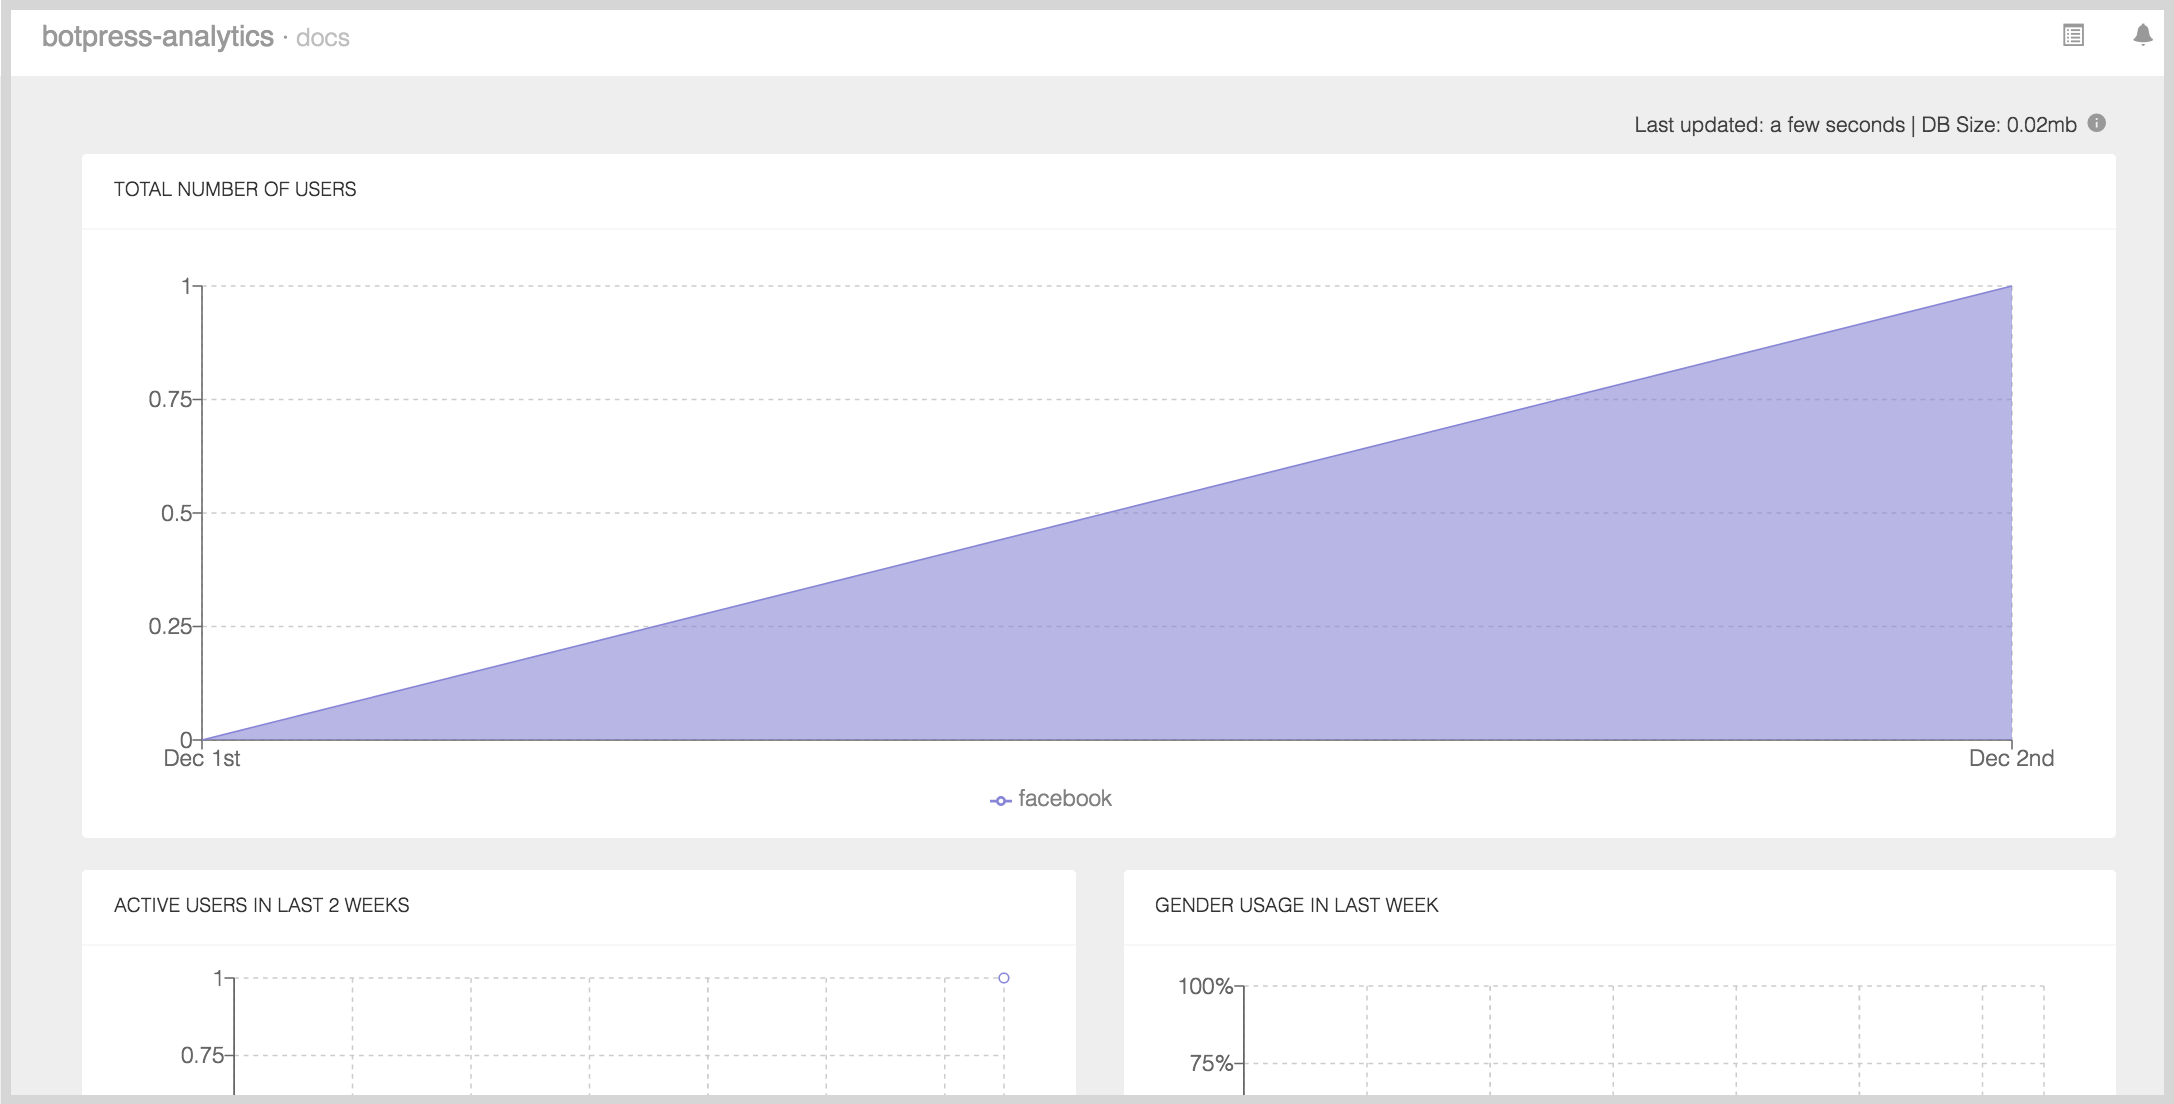 botpress-analytics · docs
Last updated: a few seconds | DB Size: 0.02mb
TOTAL NUMBER OF USERS
1
0.75
0.5
0.25
0
Dec 1st Dec 2nd
facebook
ACTIVE USERS IN LAST 2 WEEKS
1
0.75
GENDER USAGE IN LAST WEEK
100%
75%